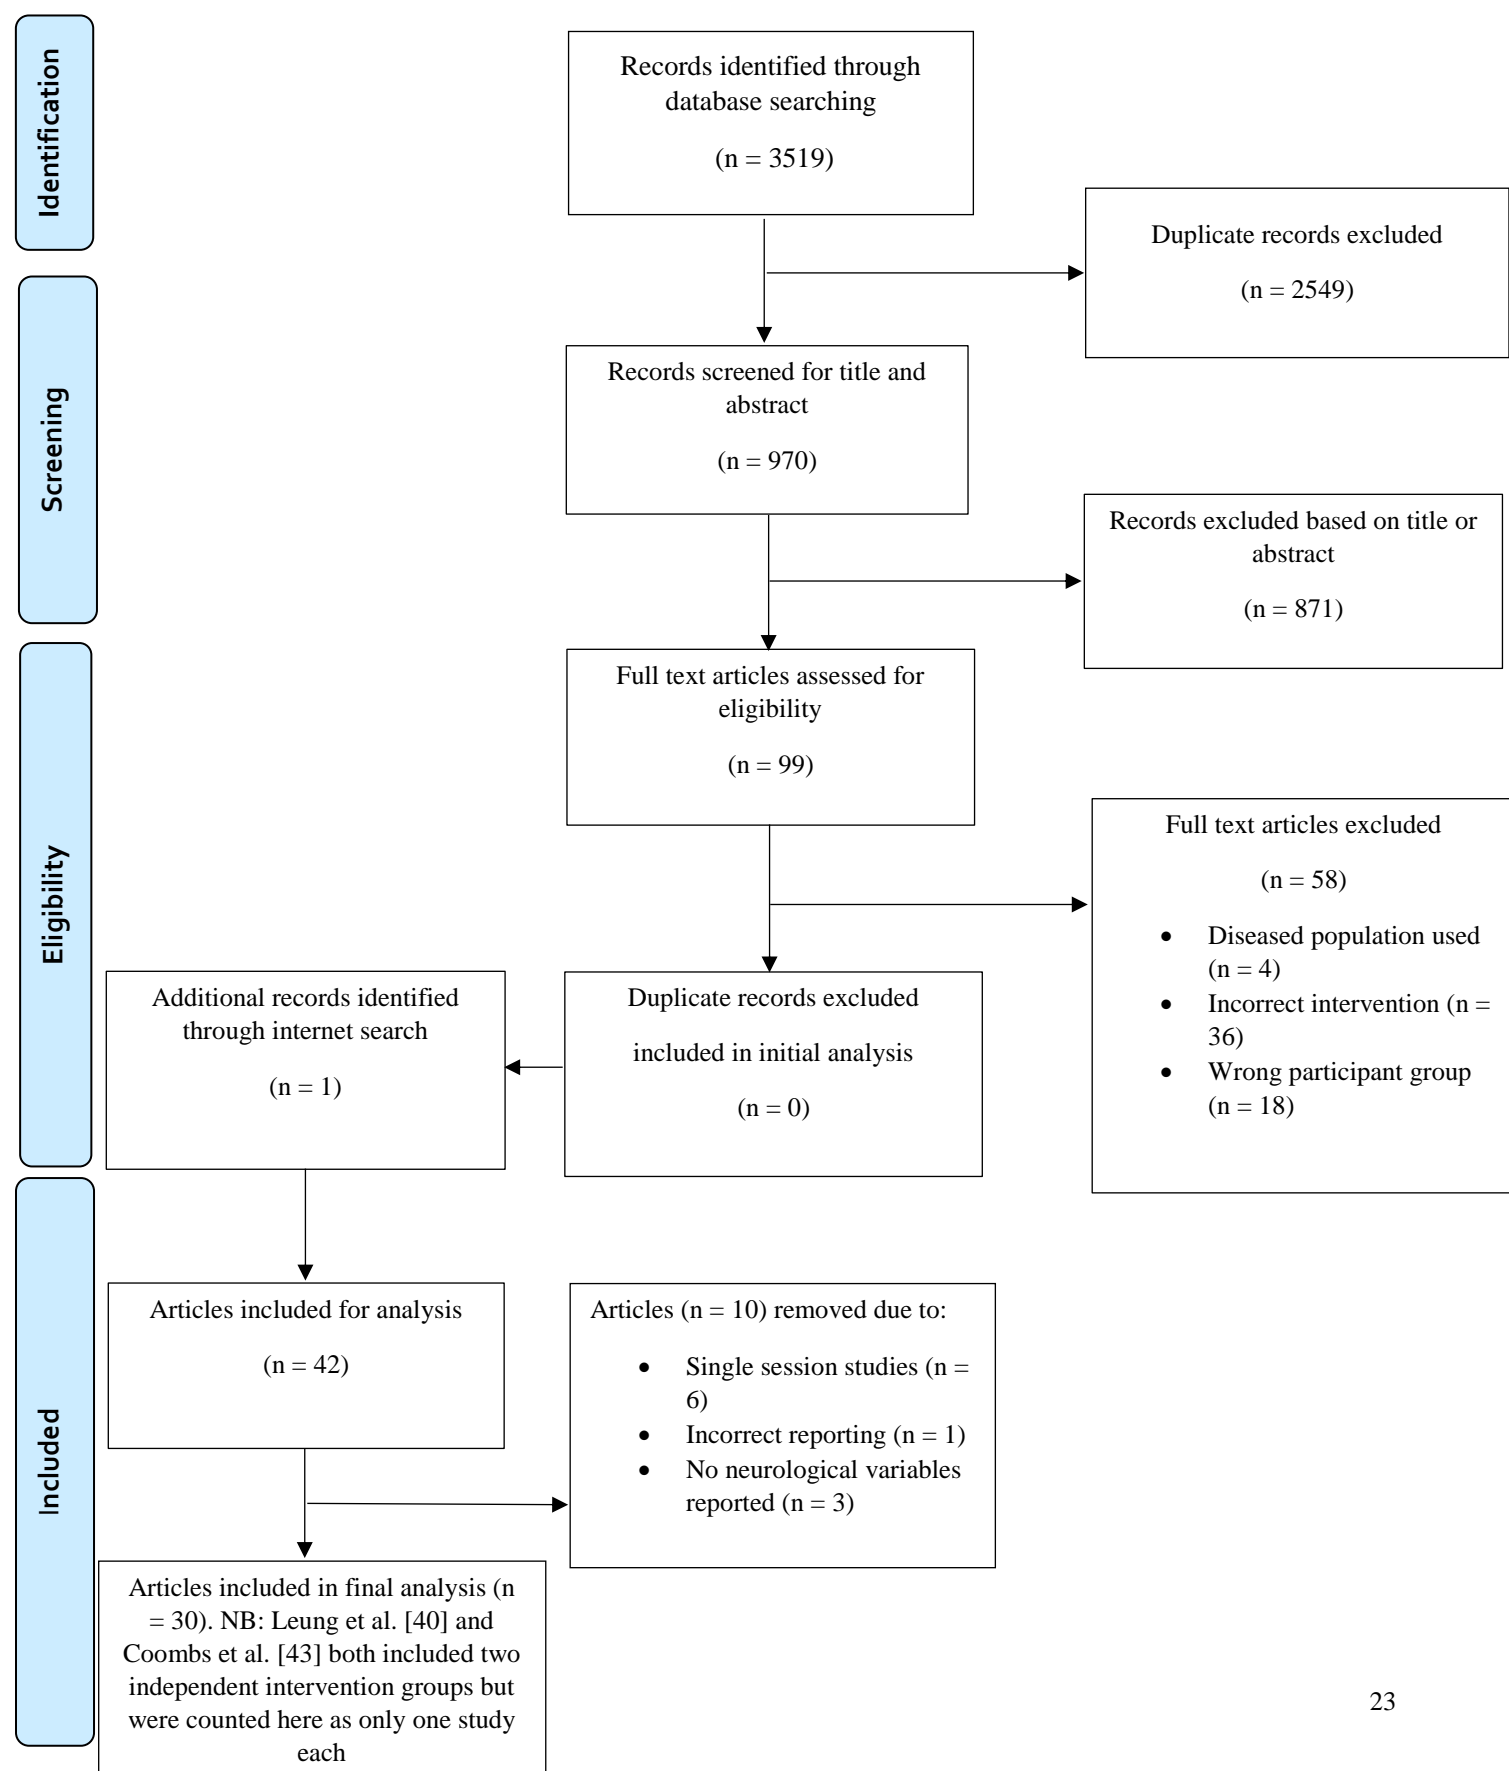 Identification
Records identified through
database searching
(n = 3519)
Duplicate records excluded
(n = 2549)
Screening
Records screened for title and
abstract
(n = 970)
Records excluded based on title or
abstract
(n = 871)
Eligibility
Full text articles assessed for
eligibility
(n = 99)
Full text articles excluded
(n = 58)
• Diseased population used
(n = 4)
• Incorrect intervention (n =
36)
• Wrong participant group
(n = 18)
Duplicate records excluded
included in initial analysis
(n = 0)
Additional records identified
through internet search
(n = 1)
Included
Articles included for analysis
(n = 42)
Articles (n = 10) removed due to:
• Single session studies (n =
6)
• Incorrect reporting (n = 1)
• No neurological variables
reported (n = 3)
Articles included in final analysis (n
= 30). NB: Leung et al. [40] and
Coombs et al. [43] both included two
independent intervention groups but
were counted here as only one study
each
23